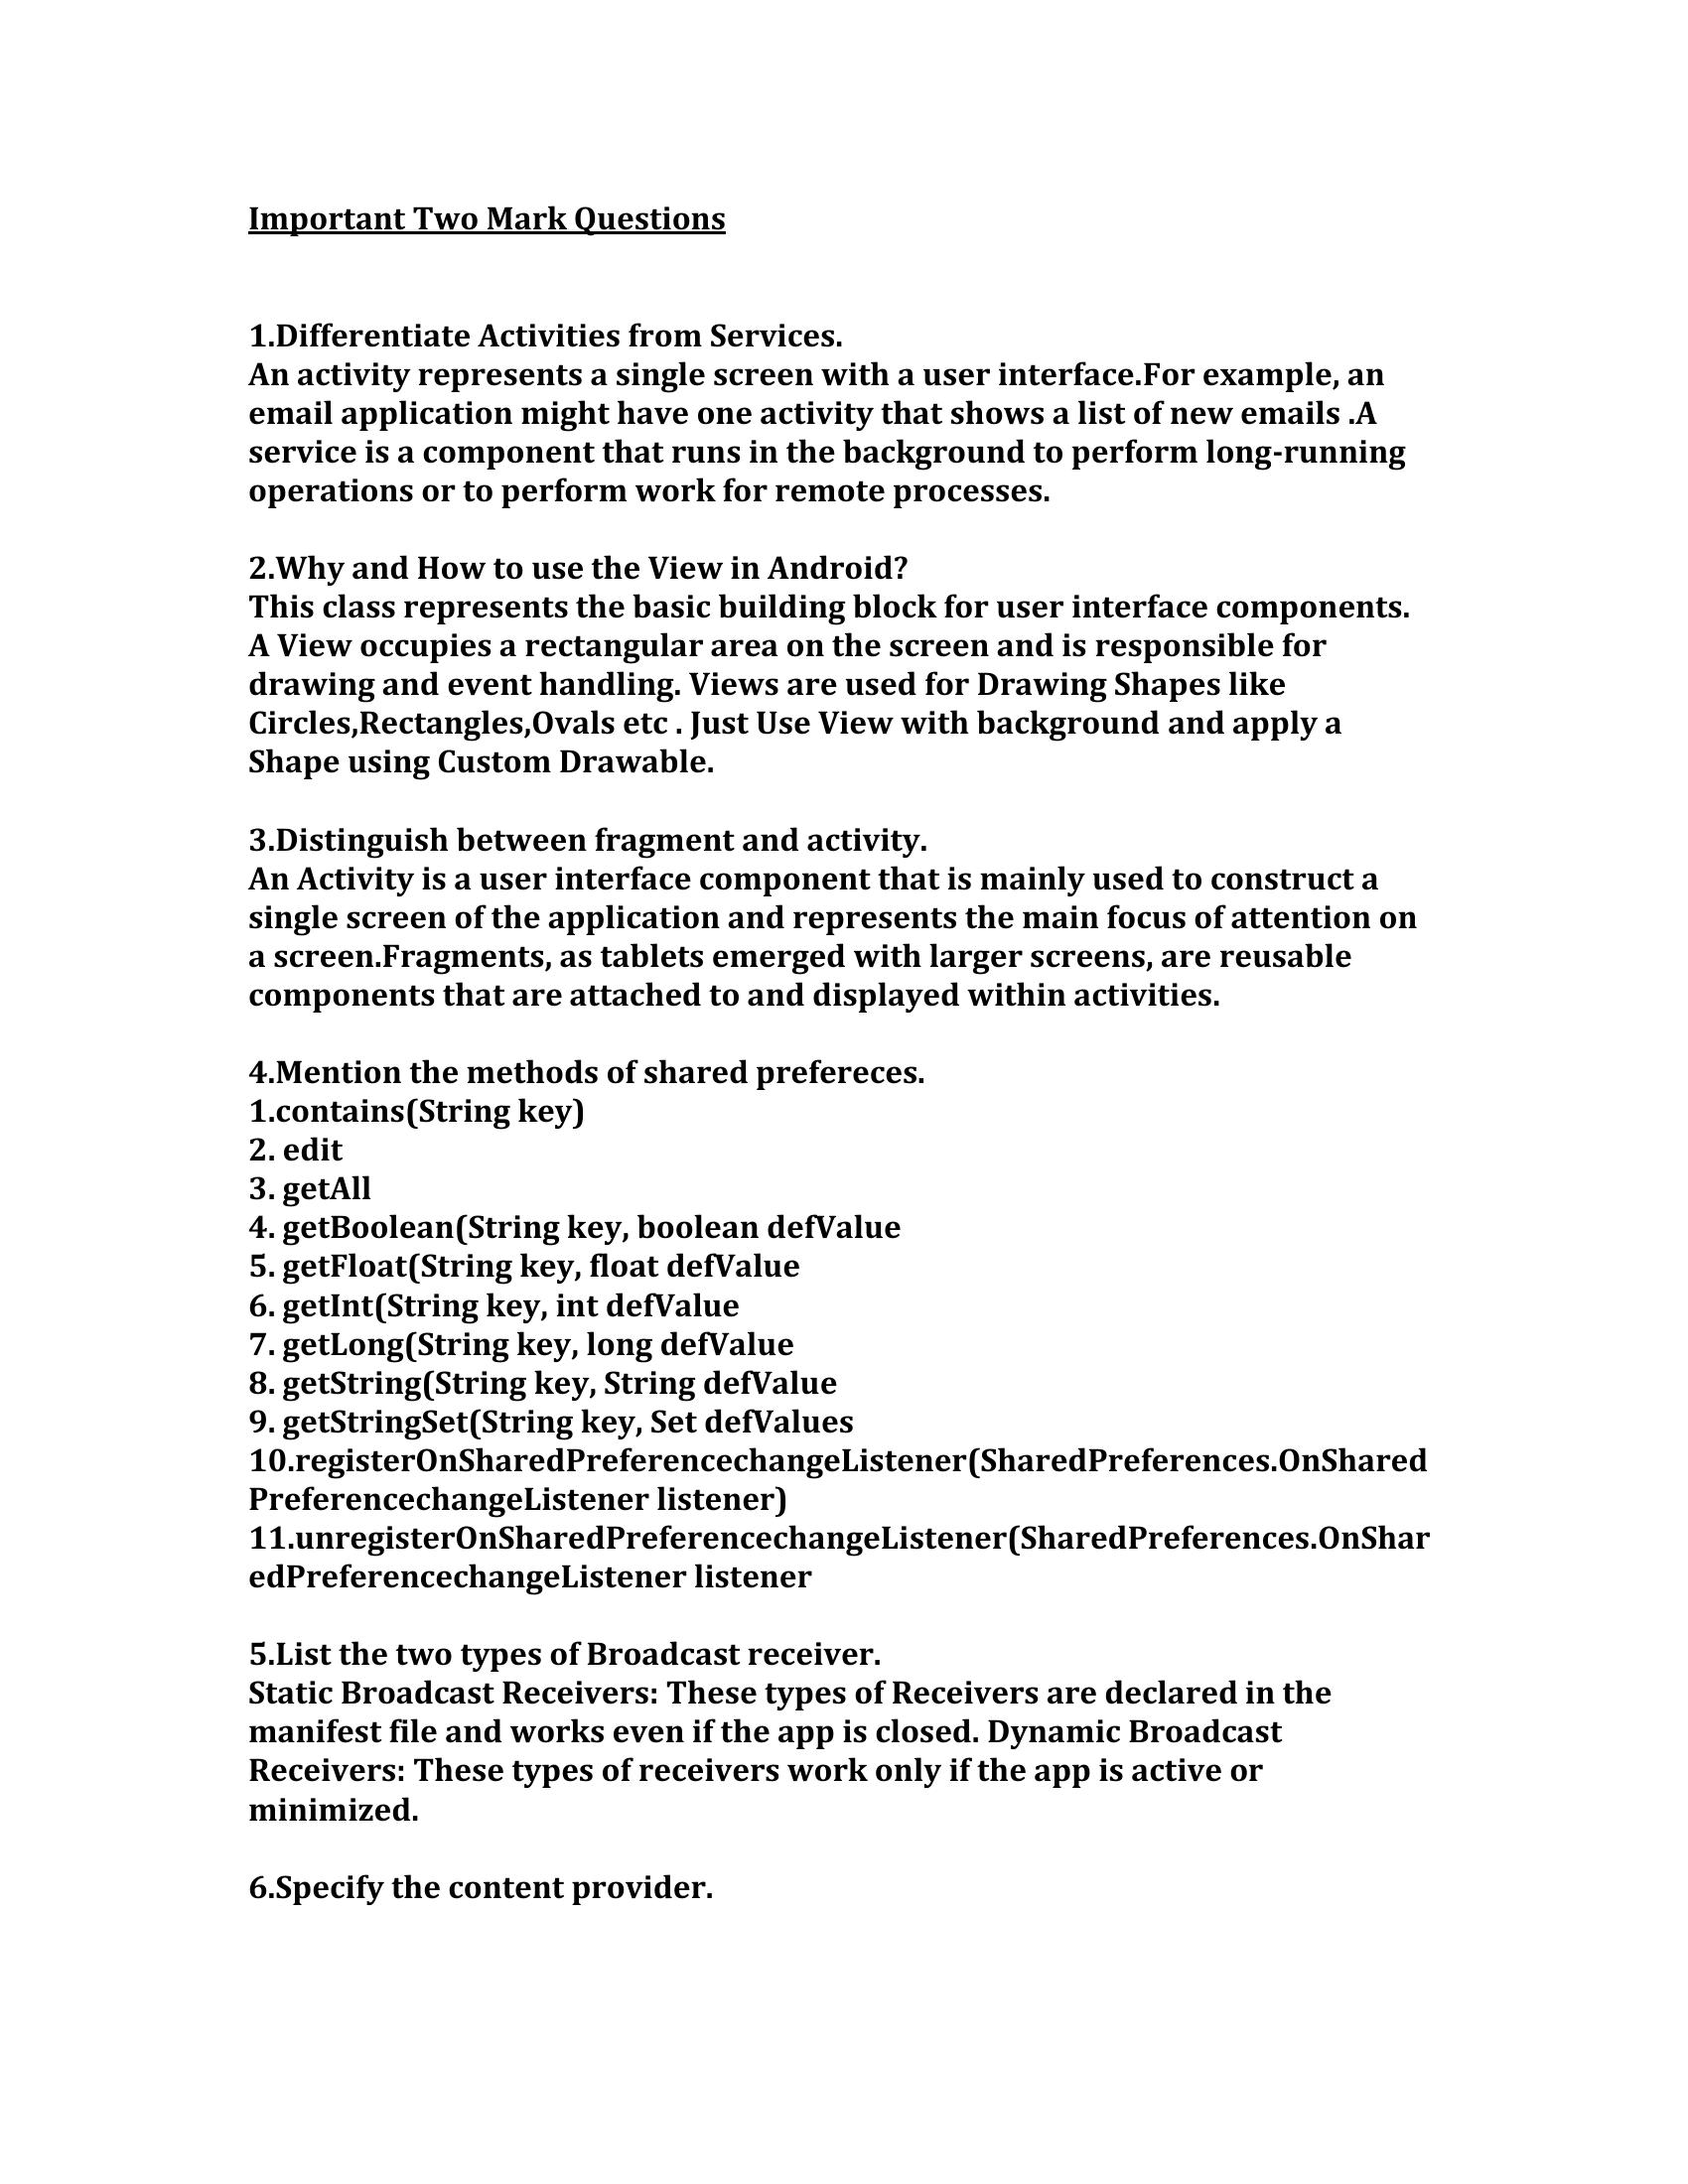 Important Two Mark Questions
1.Differentiate Activities from Services.
An activity represents a single screen with a user interface.For example, an
email application might have one activity that shows a list of new emails .A
service is a component that runs in the background to perform long-running
operations or to perform work for remote processes.
2.Why and How to use the View in Android?
This class represents the basic building block for user interface components.
A View occupies a rectangular area on the screen and is responsible for
drawing and event handling. Views are used for Drawing Shapes like
Circles,Rectangles,Ovals etc . Just Use View with background and apply a
Shape using Custom Drawable.
3.Distinguish between fragment and activity.
An Activity is a user interface component that is mainly used to construct a
single screen of the application and represents the main focus of attention on
a screen.Fragments, as tablets emerged with larger screens, are reusable
components that are attached to and displayed within activities.
4.Mention the methods of shared prefereces.
1.contains(String key)
2. edit
3. getAll
4. getBoolean(String key, boolean defValue
5. getFloat(String key, float defValue
6. getInt(String key, int defValue
7. getLong(String key, long defValue
8. getString(String key, String defValue
9. getStringSet(String key, Set defValues
10.registerOnSharedPreferencechangeListener(SharedPreferences.OnShared
PreferencechangeListener listener)
11.unregisterOnSharedPreferencechangeListener(SharedPreferences.OnShar
edPreferencechangeListener listener
5.List the two types of Broadcast receiver.
Static Broadcast Receivers: These types of Receivers are declared in the
manifest file and works even if the app is closed. Dynamic Broadcast
Receivers: These types of receivers work only if the app is active or
minimized.
6.Specify the content provider.